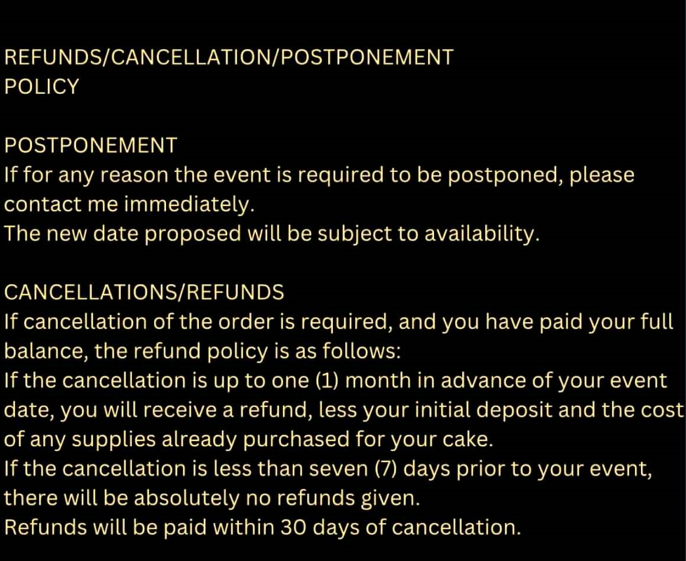 REFUNDS/CANCELLATION/POSTPONEMENT
POLICY
POSTPONEMENT
If for any reason the event is required to be postponed, please
contact me immediately.
The new date proposed will be subject to availability.
CANCELLATIONS/REFUNDS
If cancellation of the order is required, and you have paid your full
balance, the refund policy is as follows:
If the cancellation is up to one (1) month in advance of your event
date, you will receive a refund, less your initial deposit and the cost
of any supplies already purchased for your cake.
If the cancellation is less than seven (7) days prior to your event,
there will be absolutely no refunds given.
Refunds will be paid within 30 days of cancellation.